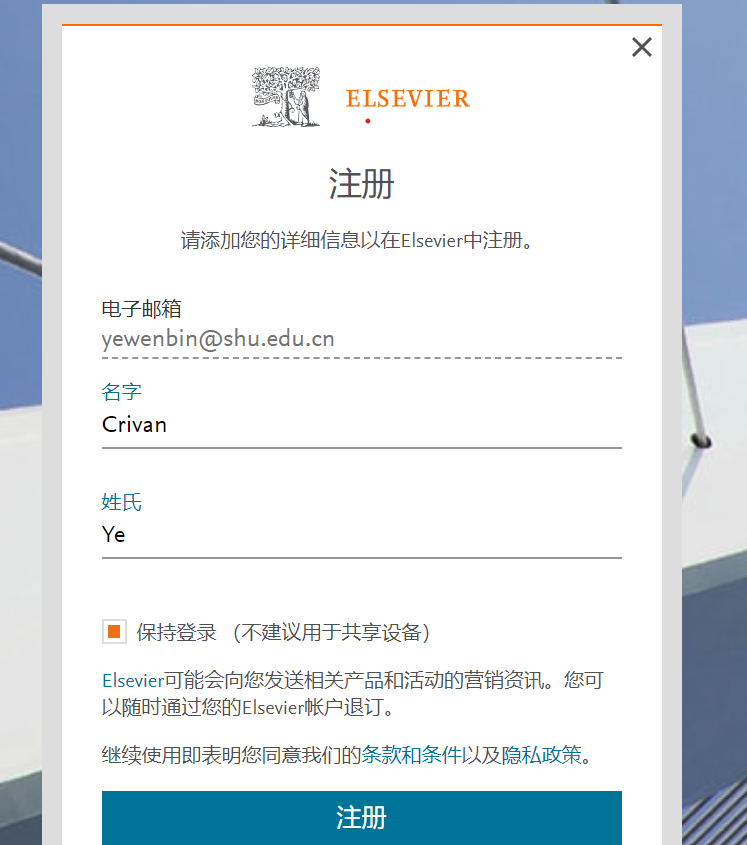 ELSEVIER
注册
请添加您的详细信息以在Elsevier中注册。
电子邮箱
yewenbin@shu.edu.cn
名字
Crivan
姓氏
Ye
保持登录 （不建议用于共享设备）
Elsevier可能会向您发送相关产品和活动的营销资讯。您可
以随时通过您的Elsevier帐户退订。
继续使用即表明您同意我们的条款和条件以及隐私政策。
注册